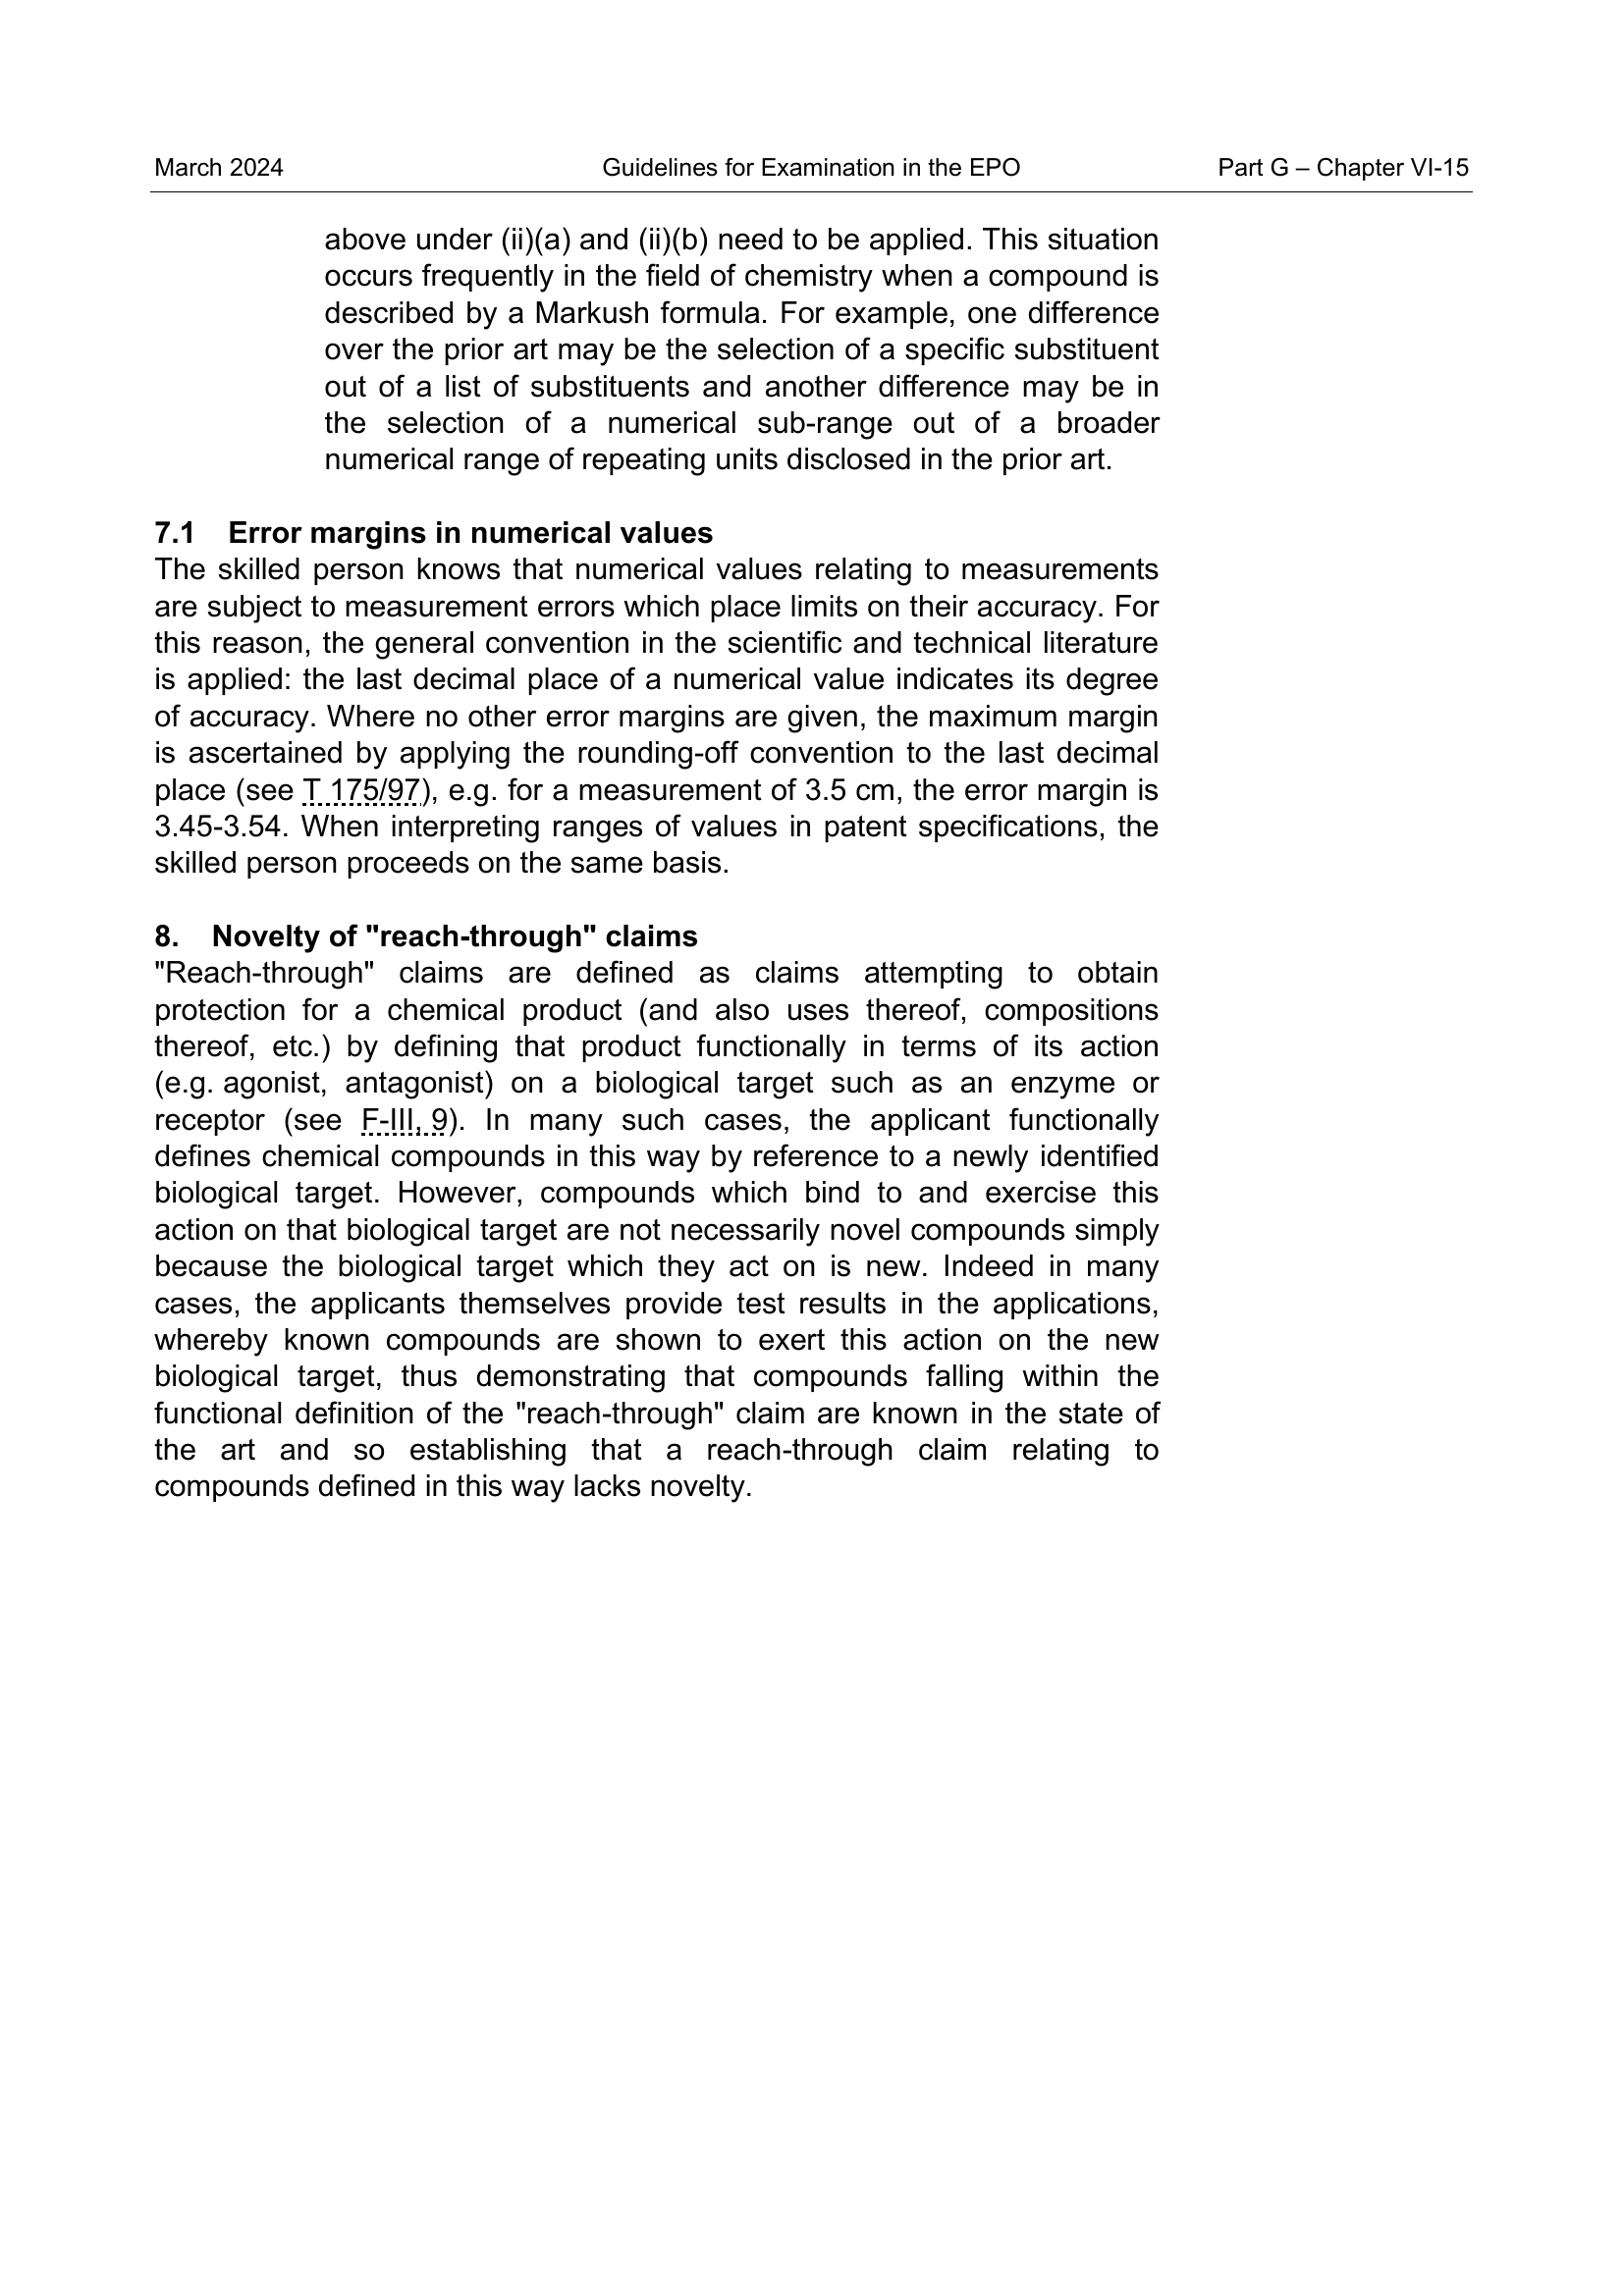 March 2024 Guidelines for Examination in the EPO Part G – Chapter VI-15
above under (ii)(a) and (ii)(b) need to be applied. This situation
occurs frequently in the field of chemistry when a compound is
described by a Markush formula. For example, one difference
over the prior art may be the selection of a specific substituent
out of a list of substituents and another difference may be in
the selection of a numerical sub-range out of a broader
numerical range of repeating units disclosed in the prior art.
7.1 Error margins in numerical values
The skilled person knows that numerical values relating to measurements
are subject to measurement errors which place limits on their accuracy. For
this reason, the general convention in the scientific and technical literature
is applied: the last decimal place of a numerical value indicates its degree
of accuracy. Where no other error margins are given, the maximum margin
is ascertained by applying the rounding-off convention to the last decimal
place (see T 175/97), e.g. for a measurement of 3.5 cm, the error margin is
3.45-3.54. When interpreting ranges of values in patent specifications, the
skilled person proceeds on the same basis.
8. Novelty of "reach-through" claims
"Reach-through" claims are defined as claims attempting to obtain
protection for a chemical product (and also uses thereof, compositions
thereof, etc.) by defining that product functionally in terms of its action
(e.g. agonist, antagonist) on a biological target such as an enzyme or
receptor (see F-III, 9). In many such cases, the applicant functionally
defines chemical compounds in this way by reference to a newly identified
biological target. However, compounds which bind to and exercise this
action on that biological target are not necessarily novel compounds simply
because the biological target which they act on is new. Indeed in many
cases, the applicants themselves provide test results in the applications,
whereby known compounds are shown to exert this action on the new
biological target, thus demonstrating that compounds falling within the
functional definition of the "reach-through" claim are known in the state of
the art and so establishing that a reach-through claim relating to
compounds defined in this way lacks novelty.